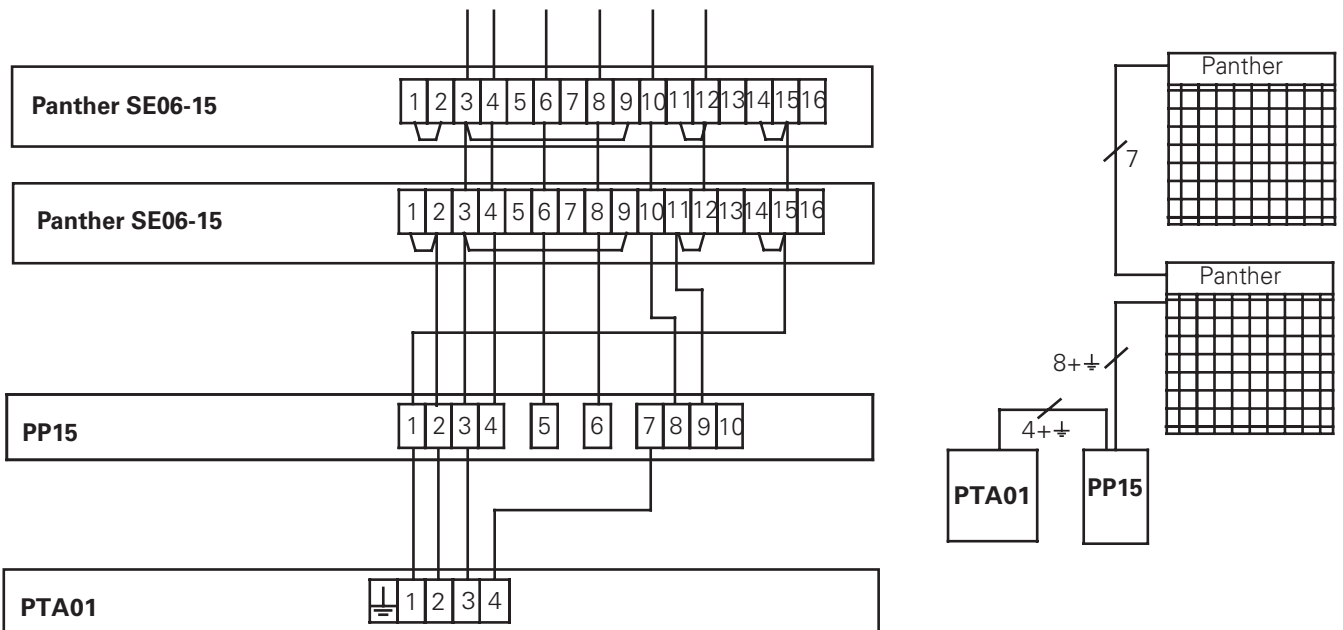 Panther SE06-15
1 2 3 4 5 6 7 8 9 10 11 12 13 14 15 16
Panther SE06-15
1 2 3 4 5 6 7 8 9 10 11 12 13 14 15 16
PP15
1 2 3 4 5 6 7 8 9 10
PTA01
1 2 3 4
Panther
7
Panther
8+⏚
4+⏚
PTA01
PP15